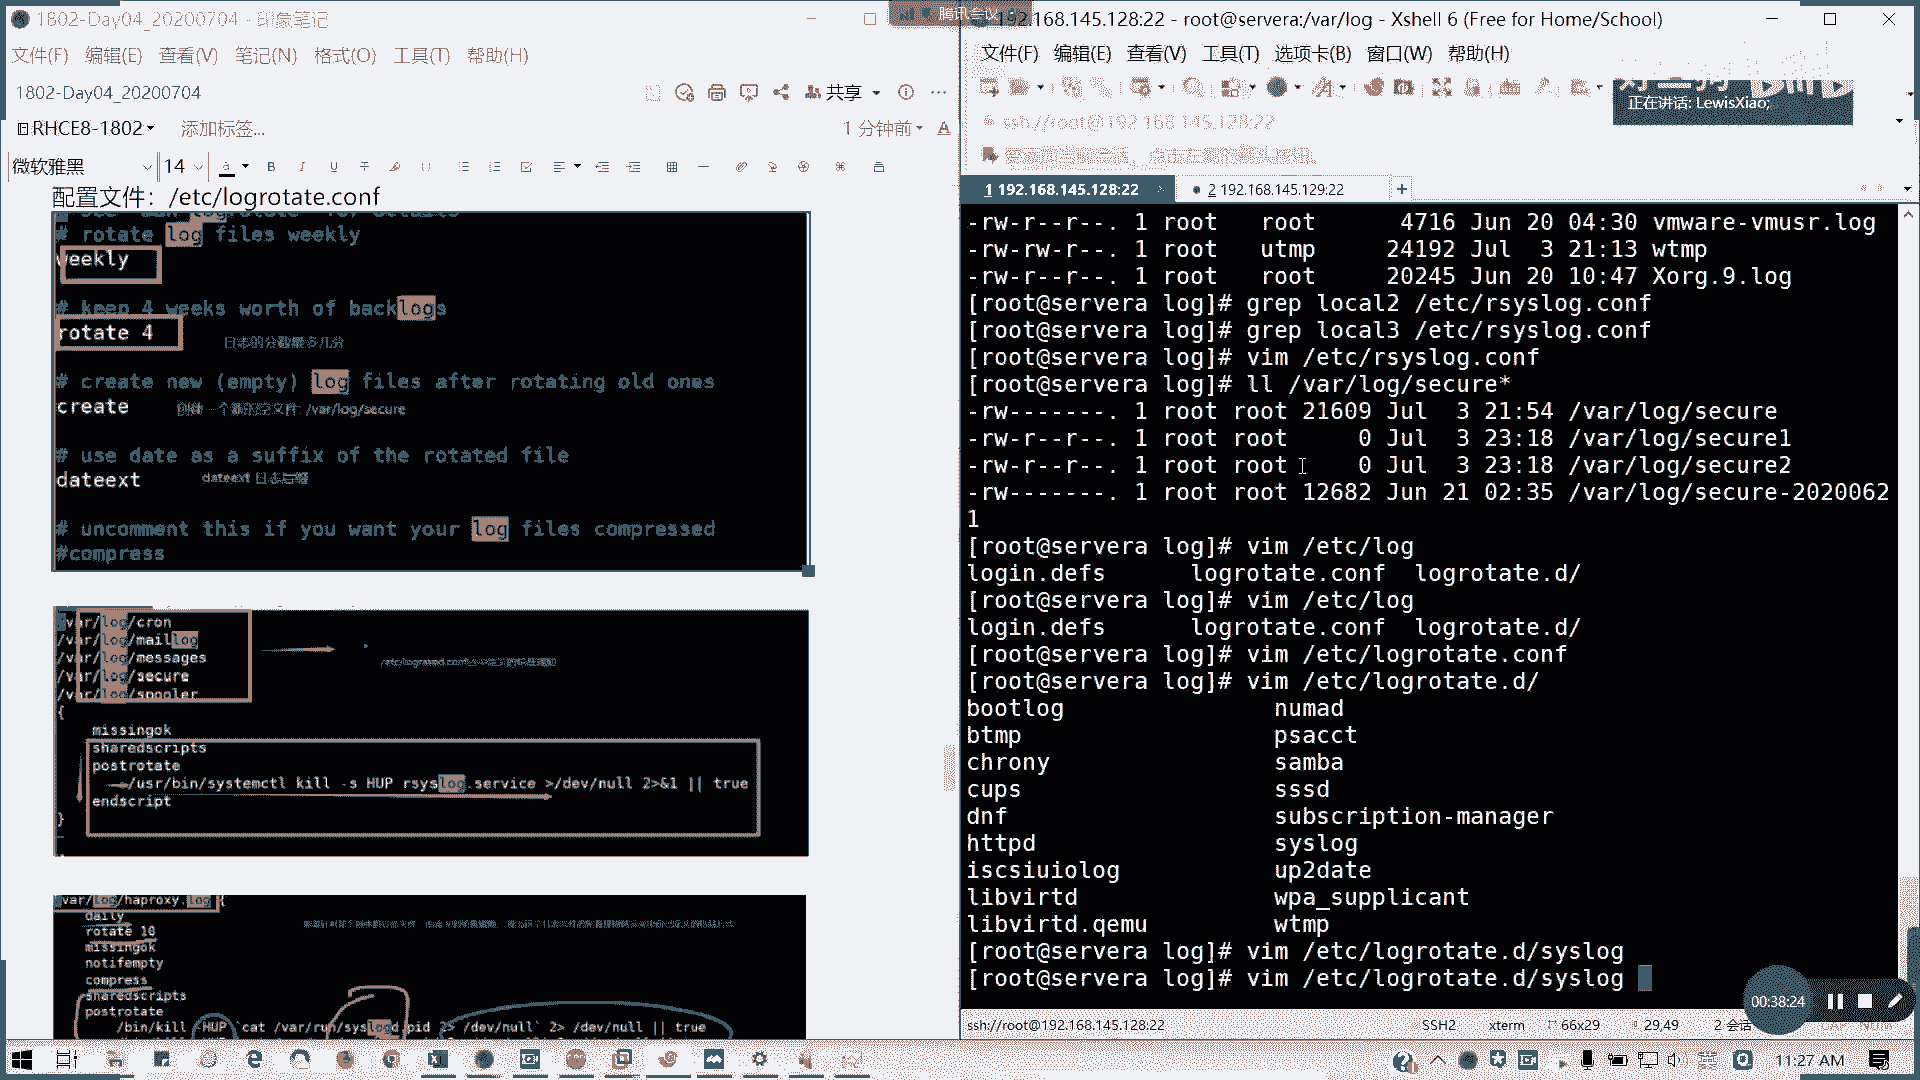 1802-Day04_20200704 - 印象笔记
文件(F) 编辑(E) 查看(V) 笔记(N) 格式(O) 工具(T) 帮助(H)
1802-Day04_20200704
共享
RHCE8-1802
添加标签...
1 分钟前
微软雅黑 14
配置文件：/etc/logrotate.conf
# rotate log files weekly
weekly
# keep 4 weeks worth of backlogs
rotate 4
# create new (empty) log files after rotating old ones
create 创建一个新的空文件 /var/log/secure
# use date as a suffix of the rotated file
dateext dateext 日志后缀
# uncomment this if you want your log files compressed
#compress
/var/log/cron
/var/log/maillog
/var/log/messages
/var/log/secure
/var/log/spooler
{
missingok
sharedscripts
postrotate
/usr/bin/systemctl kill -s HUP rsyslog.service >/dev/null 2>&1 || true
endscript
}
/var/log/haproxy.log {
daily
rotate 10
missingok
notifempty
compress
sharedscripts
postrotate
/bin/kill -HUP `cat /var/run/syslogd.pid 2> /dev/null` 2> /dev/null || true
腾讯会议
192.168.145.128:22 - root@servera:/var/log - Xshell 6 (Free for Home/School)
文件(F) 编辑(E) 查看(V) 工具(T) 选项卡(B) 窗口(W) 帮助(H)
正在讲话: LewisXiao;
ssh://root@192.168.145.128:22
1 192.168.145.128:22
2 192.168.145.129:22
-rw-r--r--. 1 root root 4716 Jun 20 04:30 vmware-vmusr.log
-rw-rw-r--. 1 root utmp 24192 Jul 3 21:13 wtmp
-rw-r--r--. 1 root root 20245 Jun 20 10:47 Xorg.9.log
[root@servera log]# grep local2 /etc/rsyslog.conf
[root@servera log]# grep local3 /etc/rsyslog.conf
[root@servera log]# vim /etc/rsyslog.conf
[root@servera log]# ll /var/log/secure*
-rw-------. 1 root root 21609 Jul 3 21:54 /var/log/secure
-rw-r--r--. 1 root root 0 Jul 3 23:18 /var/log/secure1
-rw-r--r--. 1 root root 0 Jul 3 23:18 /var/log/secure2
-rw-------. 1 root root 12682 Jun 21 02:35 /var/log/secure-2020062
1
[root@servera log]# vim /etc/log
login.defs logrotate.conf logrotate.d/
[root@servera log]# vim /etc/log
login.defs logrotate.conf logrotate.d/
[root@servera log]# vim /etc/logrotate.conf
[root@servera log]# vim /etc/logrotate.d/
bootlog numad
btmp psacct
chrony samba
cups sssd
dnf subscription-manager
httpd syslog
iscsiuiolog up2date
libvirtd wpa_supplicant
libvirtd.qemu wtmp
[root@servera log]# vim /etc/logrotate.d/syslog
[root@servera log]# vim /etc/logrotate.d/syslog
00:38:24
ssh://root@192.168.145.128:22 SSH2 xterm 66x29 29,49 2 会话 CAP NUM
11:27 AM